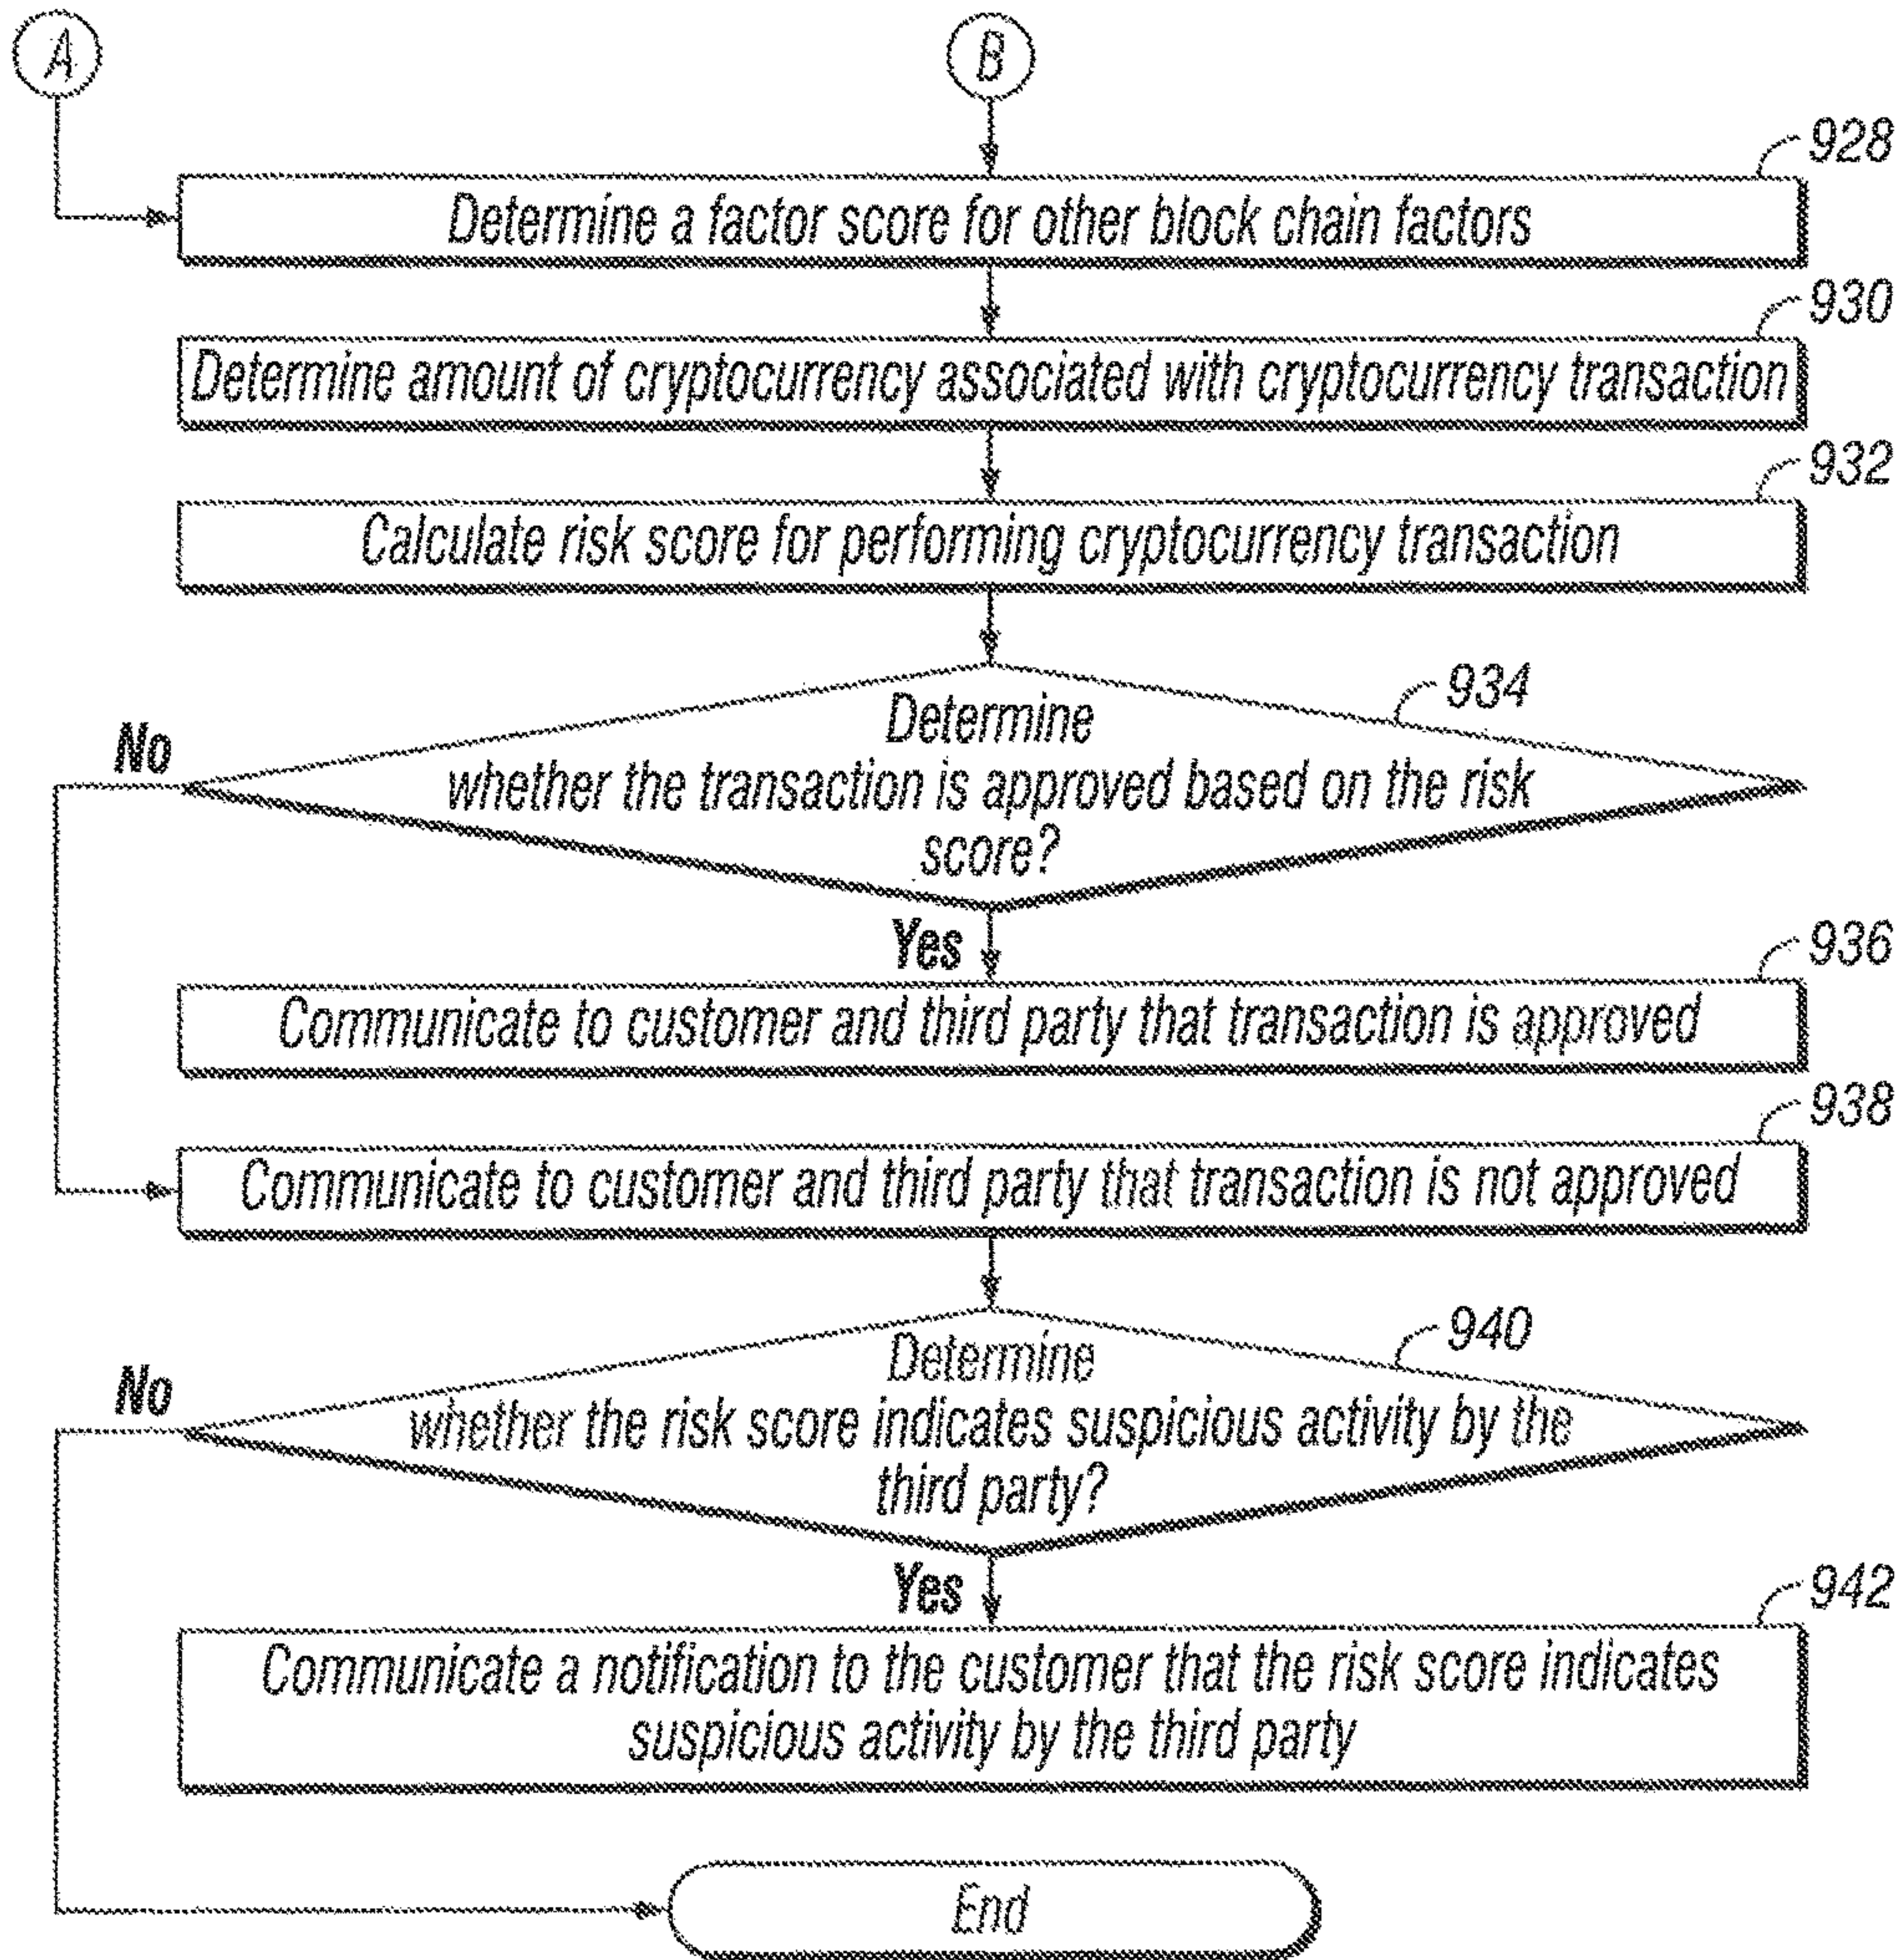 A
B
928
Determine a factor score for other block chain factors
930
Determine amount of cryptocurrency associated with cryptocurrency transaction
932
Calculate risk score for performing cryptocurrency transaction
934
No
Determine
whether the transaction is approved based on the risk
score?
Yes
936
Communicate to customer and third party that transaction is approved
938
Communicate to customer and third party that transaction is not approved
940
No
Determine
whether the risk score indicates suspicious activity by the
third party?
Yes
942
Communicate a notification to the customer that the risk score indicates
suspicious activity by the third party
End